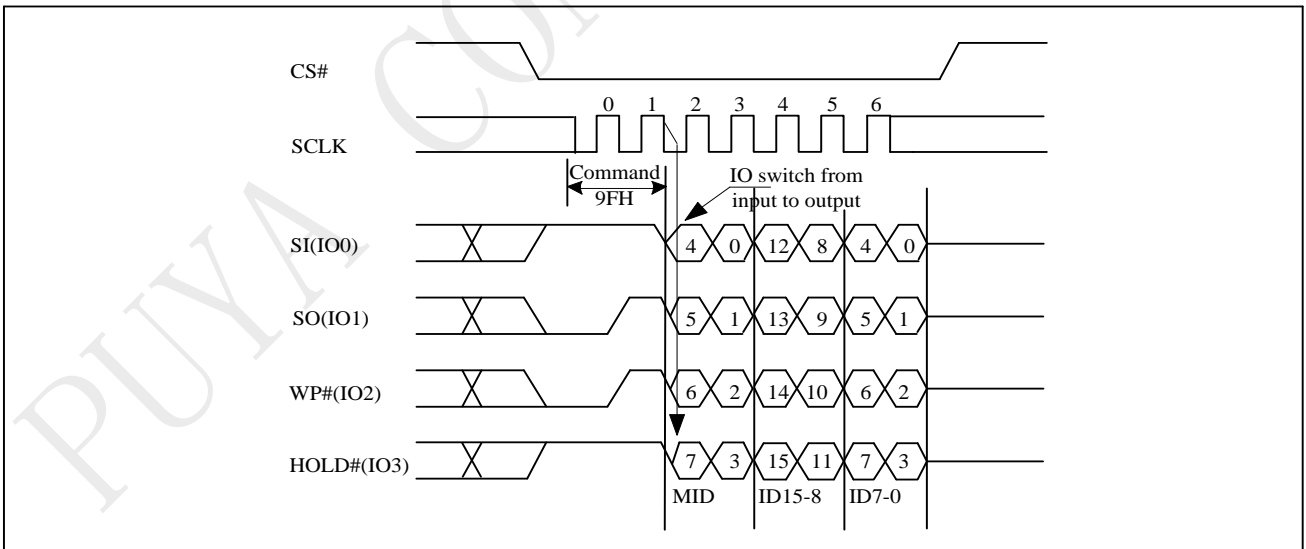 PUYA CON
CS#
0 1 2 3 4 5 6
SCLK
Command
9FH
IO switch from
input to output
SI(IO0)
4 0 12 8 4 0
SO(IO1)
5 1 13 9 5 1
WP#(IO2)
6 2 14 10 6 2
HOLD#(IO3)
7 3 15 11 7 3
MID ID15-8 ID7-0